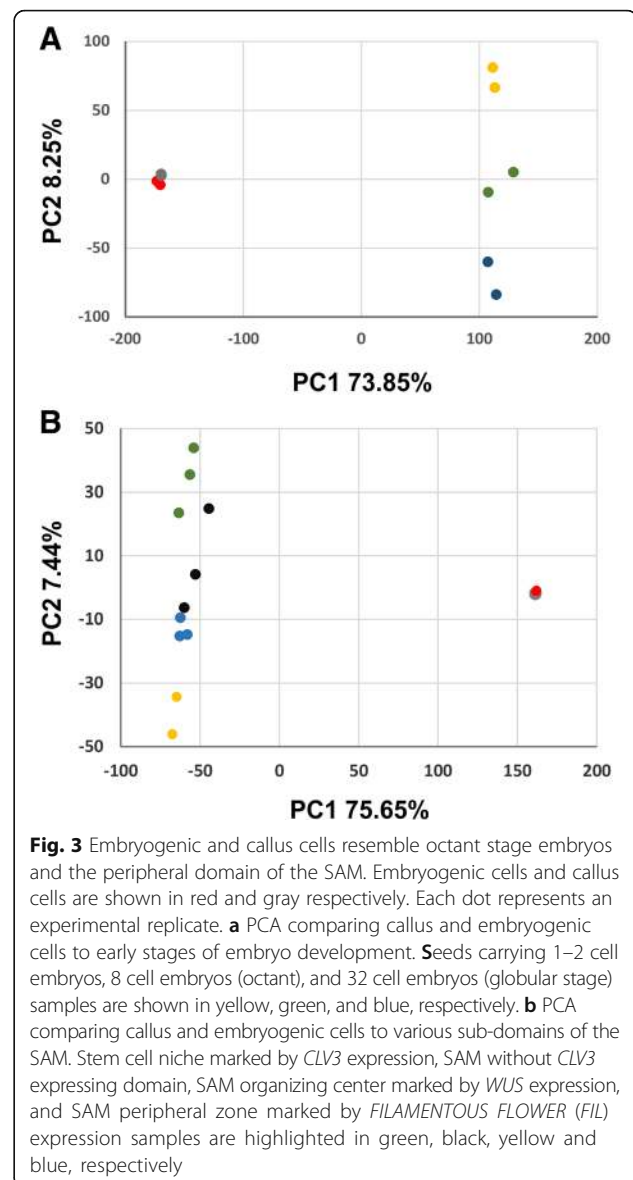 A
100
50
0
-50
-100
-200
-100
0
100
200
PC2 8.25%
PC1 73.85%
B
50
30
10
-10
-30
-50
-100
-50
0
50
100
150
200
PC2 7.44%
PC1 75.65%
Fig. 3 Embryogenic and callus cells resemble octant stage embryos
and the peripheral domain of the SAM. Embryogenic cells and callus
cells are shown in red and gray respectively. Each dot represents an
experimental replicate. a PCA comparing callus and embryogenic
cells to early stages of embryo development. Seeds carrying 1–2 cell
embryos, 8 cell embryos (octant), and 32 cell embryos (globular stage)
samples are shown in yellow, green, and blue, respectively. b PCA
comparing callus and embryogenic cells to various sub-domains of the
SAM. Stem cell niche marked by CLV3 expression, SAM without CLV3
expressing domain, SAM organizing center marked by WUS expression,
and SAM peripheral zone marked by FILAMENTOUS FLOWER (FIL)
expression samples are highlighted in green, black, yellow and
blue, respectively